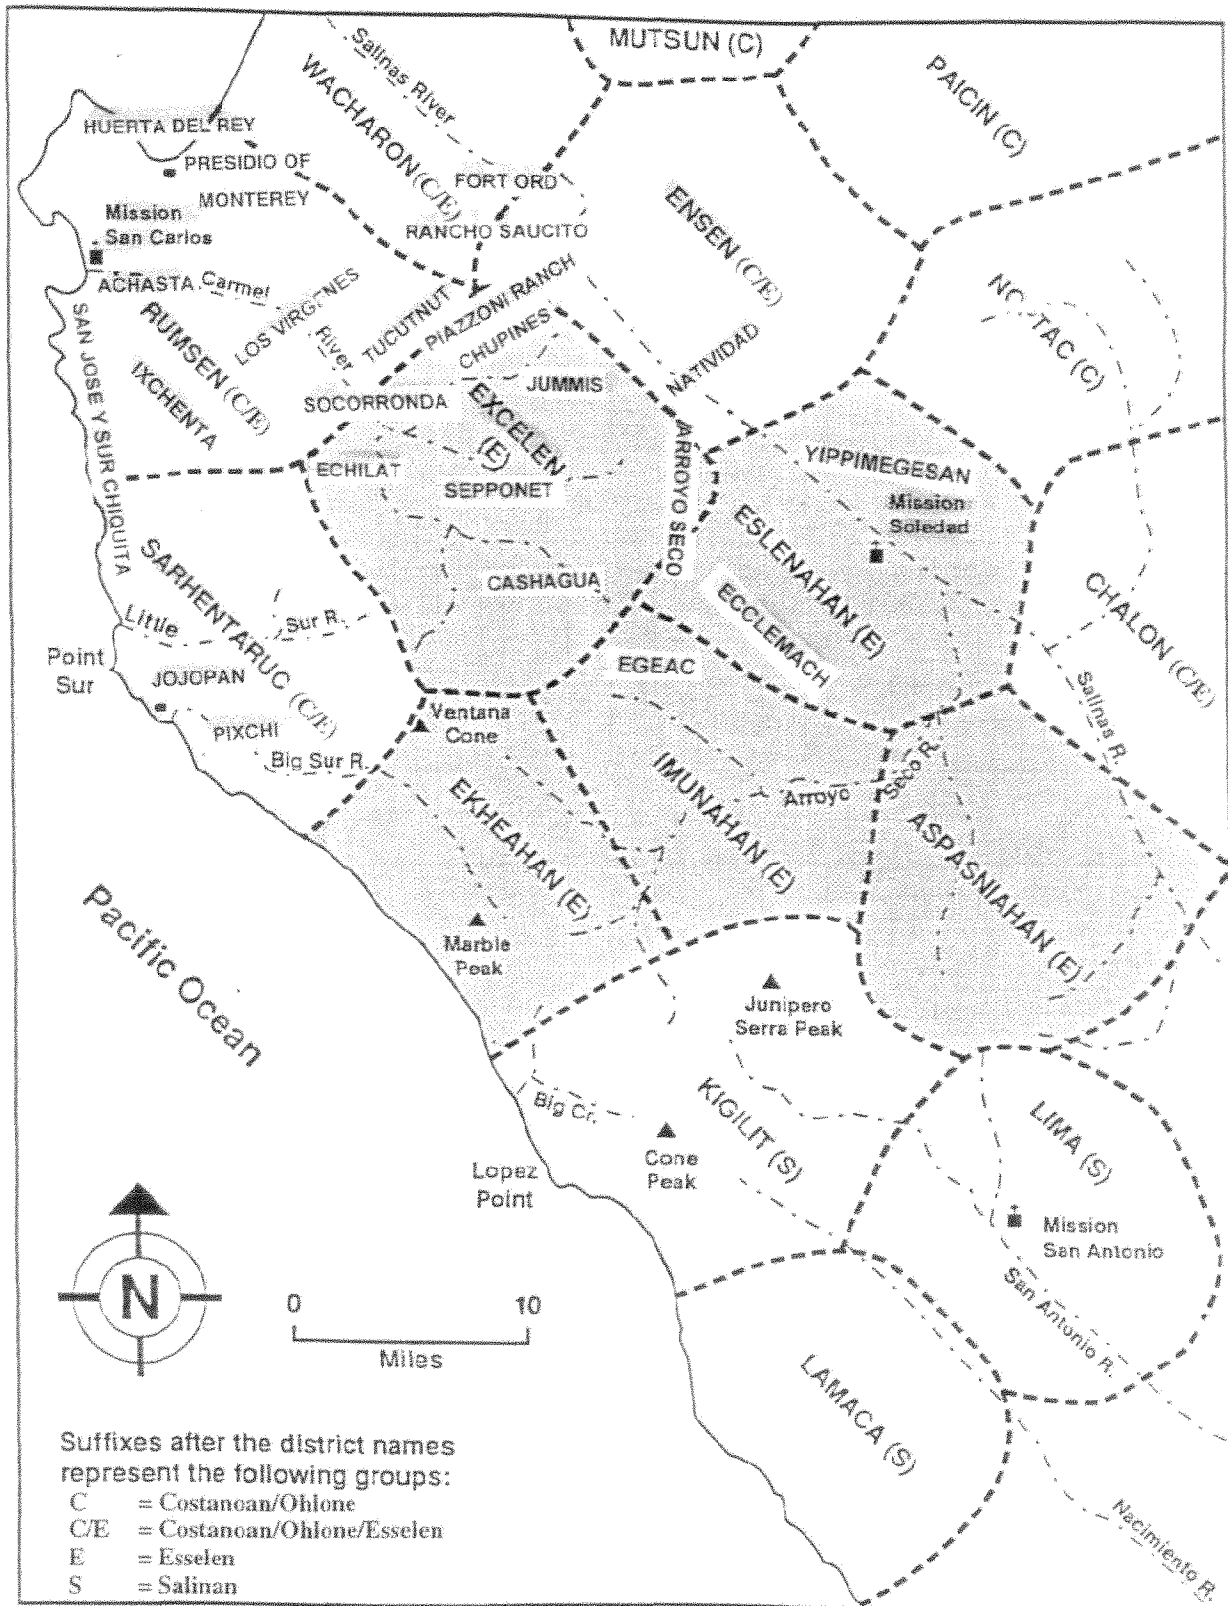 MUTSUN (C)
Salinas River
WACHARON (C/E)
PAICIN (C)
HUERTA DEL REY
PRESIDIO OF
MONTEREY
FORT ORD
Mission
San Carlos
RANCHO SAUCITO
ENSEN (C/E)
ACHASTA
Carmel
River
LOS VIRGENES
TUCUTNUT
PIAZZONI RANCH
CHUPINES
NATIVIDAD
NOTAC (C)
RUMSEN (C/E)
IXCHENTA
SAN JOSE Y SUR CHIQUITA
SOCORRONDA
JUMMIS
EXCELEN
(E)
ECHILAT
SEPPONET
ARROYO SECO
YIPPIMEGESAN
Mission
Soledad
ESLENAHAN (E)
CASHAGUA
ECCLEMACH
CHALON (C/E)
SARHENTARUC (C/E)
Little
Sur R.
Point
Sur
JOJOPAN
PIXCHI
Big Sur R.
EGEAC
Salinas R.
Ventana
Cone
EKHEAHAN (E)
IMUNAHAN (E)
Arroyo
Seco R.
ASPASNIAHAN (E)
Marble
Peak
Pacific Ocean
Junipero
Serra Peak
Big Cr.
KIGILIT (S)
LIMA (S)
Cone
Peak
Lopez
Point
Mission
San Antonio
San Antonio R.
N
0 10
Miles
LAMACA (S)
Nacimiento R.
Suffixes after the district names
represent the following groups:
C = Costanoan/Ohlone
C/E = Costanoan/Ohlone/Esselen
E = Esselen
S = Salinan